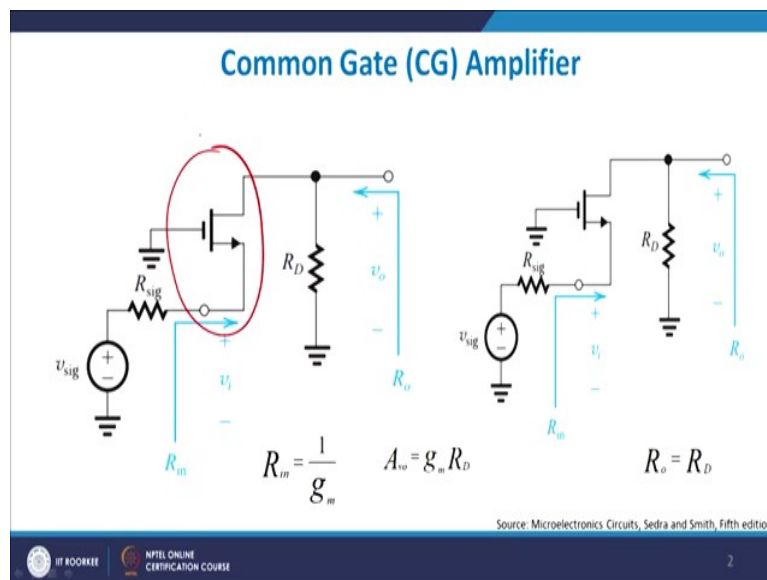 Common Gate (CG) Amplifier
R_sig
v_sig
R_in
+
v_i
−
R_D
+
v_o
−
R_o
R_sig
v_sig
R_in
+
v_i
−
R_D
+
v_o
−
R_o
R_in = 1/g_m
A_vo = g_m R_D
R_o = R_D
Source: Microelectronics Circuits, Sedra and Smith, Fifth editio
IIT ROORKEE
NPTEL ONLINE
CERTIFICATION COURSE
2